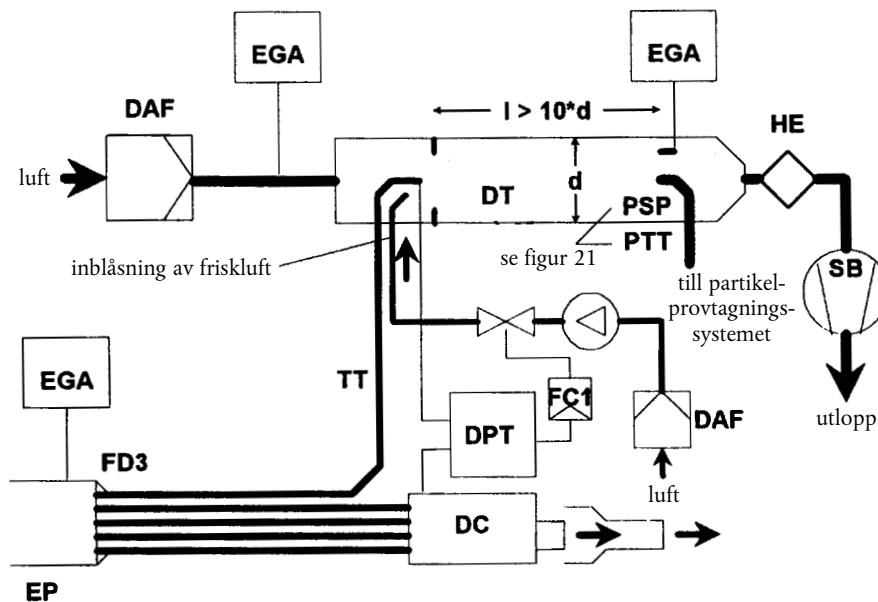 EGA
EGA
DAF
l > 10*d
HE
luft
d
DT
PSP
PTT
se figur 21
inblåsning av friskluft
till partikel-
provtagnings-
systemet
SB
EGA
TT
FC1
DAF
utlopp
DPT
FD3
luft
DC
EP